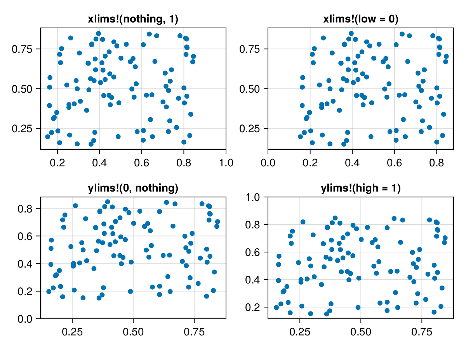 xlims!(nothing, 1)
xlims!(low = 0)
0.75
0.50
0.25
0.75
0.50
0.25
0.2 0.4 0.6 0.8 1.0
0.0 0.2 0.4 0.6 0.8
ylims!(0, nothing)
ylims!(high = 1)
0.8
0.6
0.4
0.2
0.0
1.0
0.8
0.6
0.4
0.2
0.25 0.50 0.75
0.25 0.50 0.75